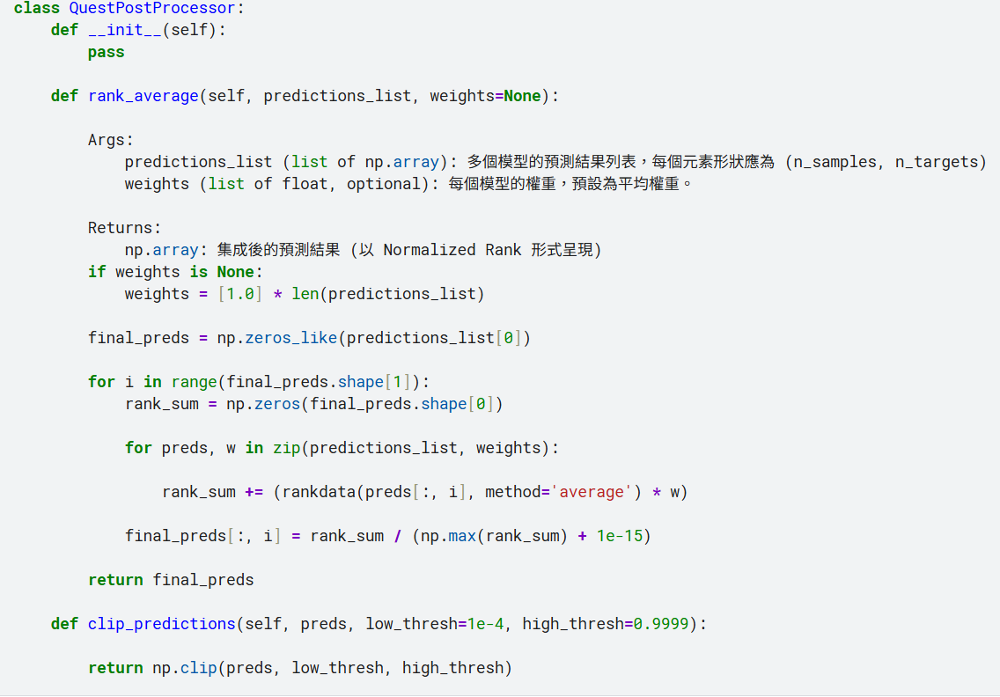 class QuestPostProcessor:
    def __init__(self):
        pass

    def rank_average(self, predictions_list, weights=None):

        Args:
            predictions_list (list of np.array): 多個模型的預測結果列表，每個元素形狀應為 (n_samples, n_targets)
            weights (list of float, optional): 每個模型的權重，預設為平均權重。

        Returns:
            np.array: 集成後的預測結果 (以 Normalized Rank 形式呈現)
        if weights is None:
            weights = [1.0] * len(predictions_list)

        final_preds = np.zeros_like(predictions_list[0])

        for i in range(final_preds.shape[1]):
            rank_sum = np.zeros(final_preds.shape[0])

            for preds, w in zip(predictions_list, weights):

                rank_sum += (rankdata(preds[:, i], method='average') * w)

            final_preds[:, i] = rank_sum / (np.max(rank_sum) + 1e-15)

        return final_preds

    def clip_predictions(self, preds, low_thresh=1e-4, high_thresh=0.9999):

        return np.clip(preds, low_thresh, high_thresh)